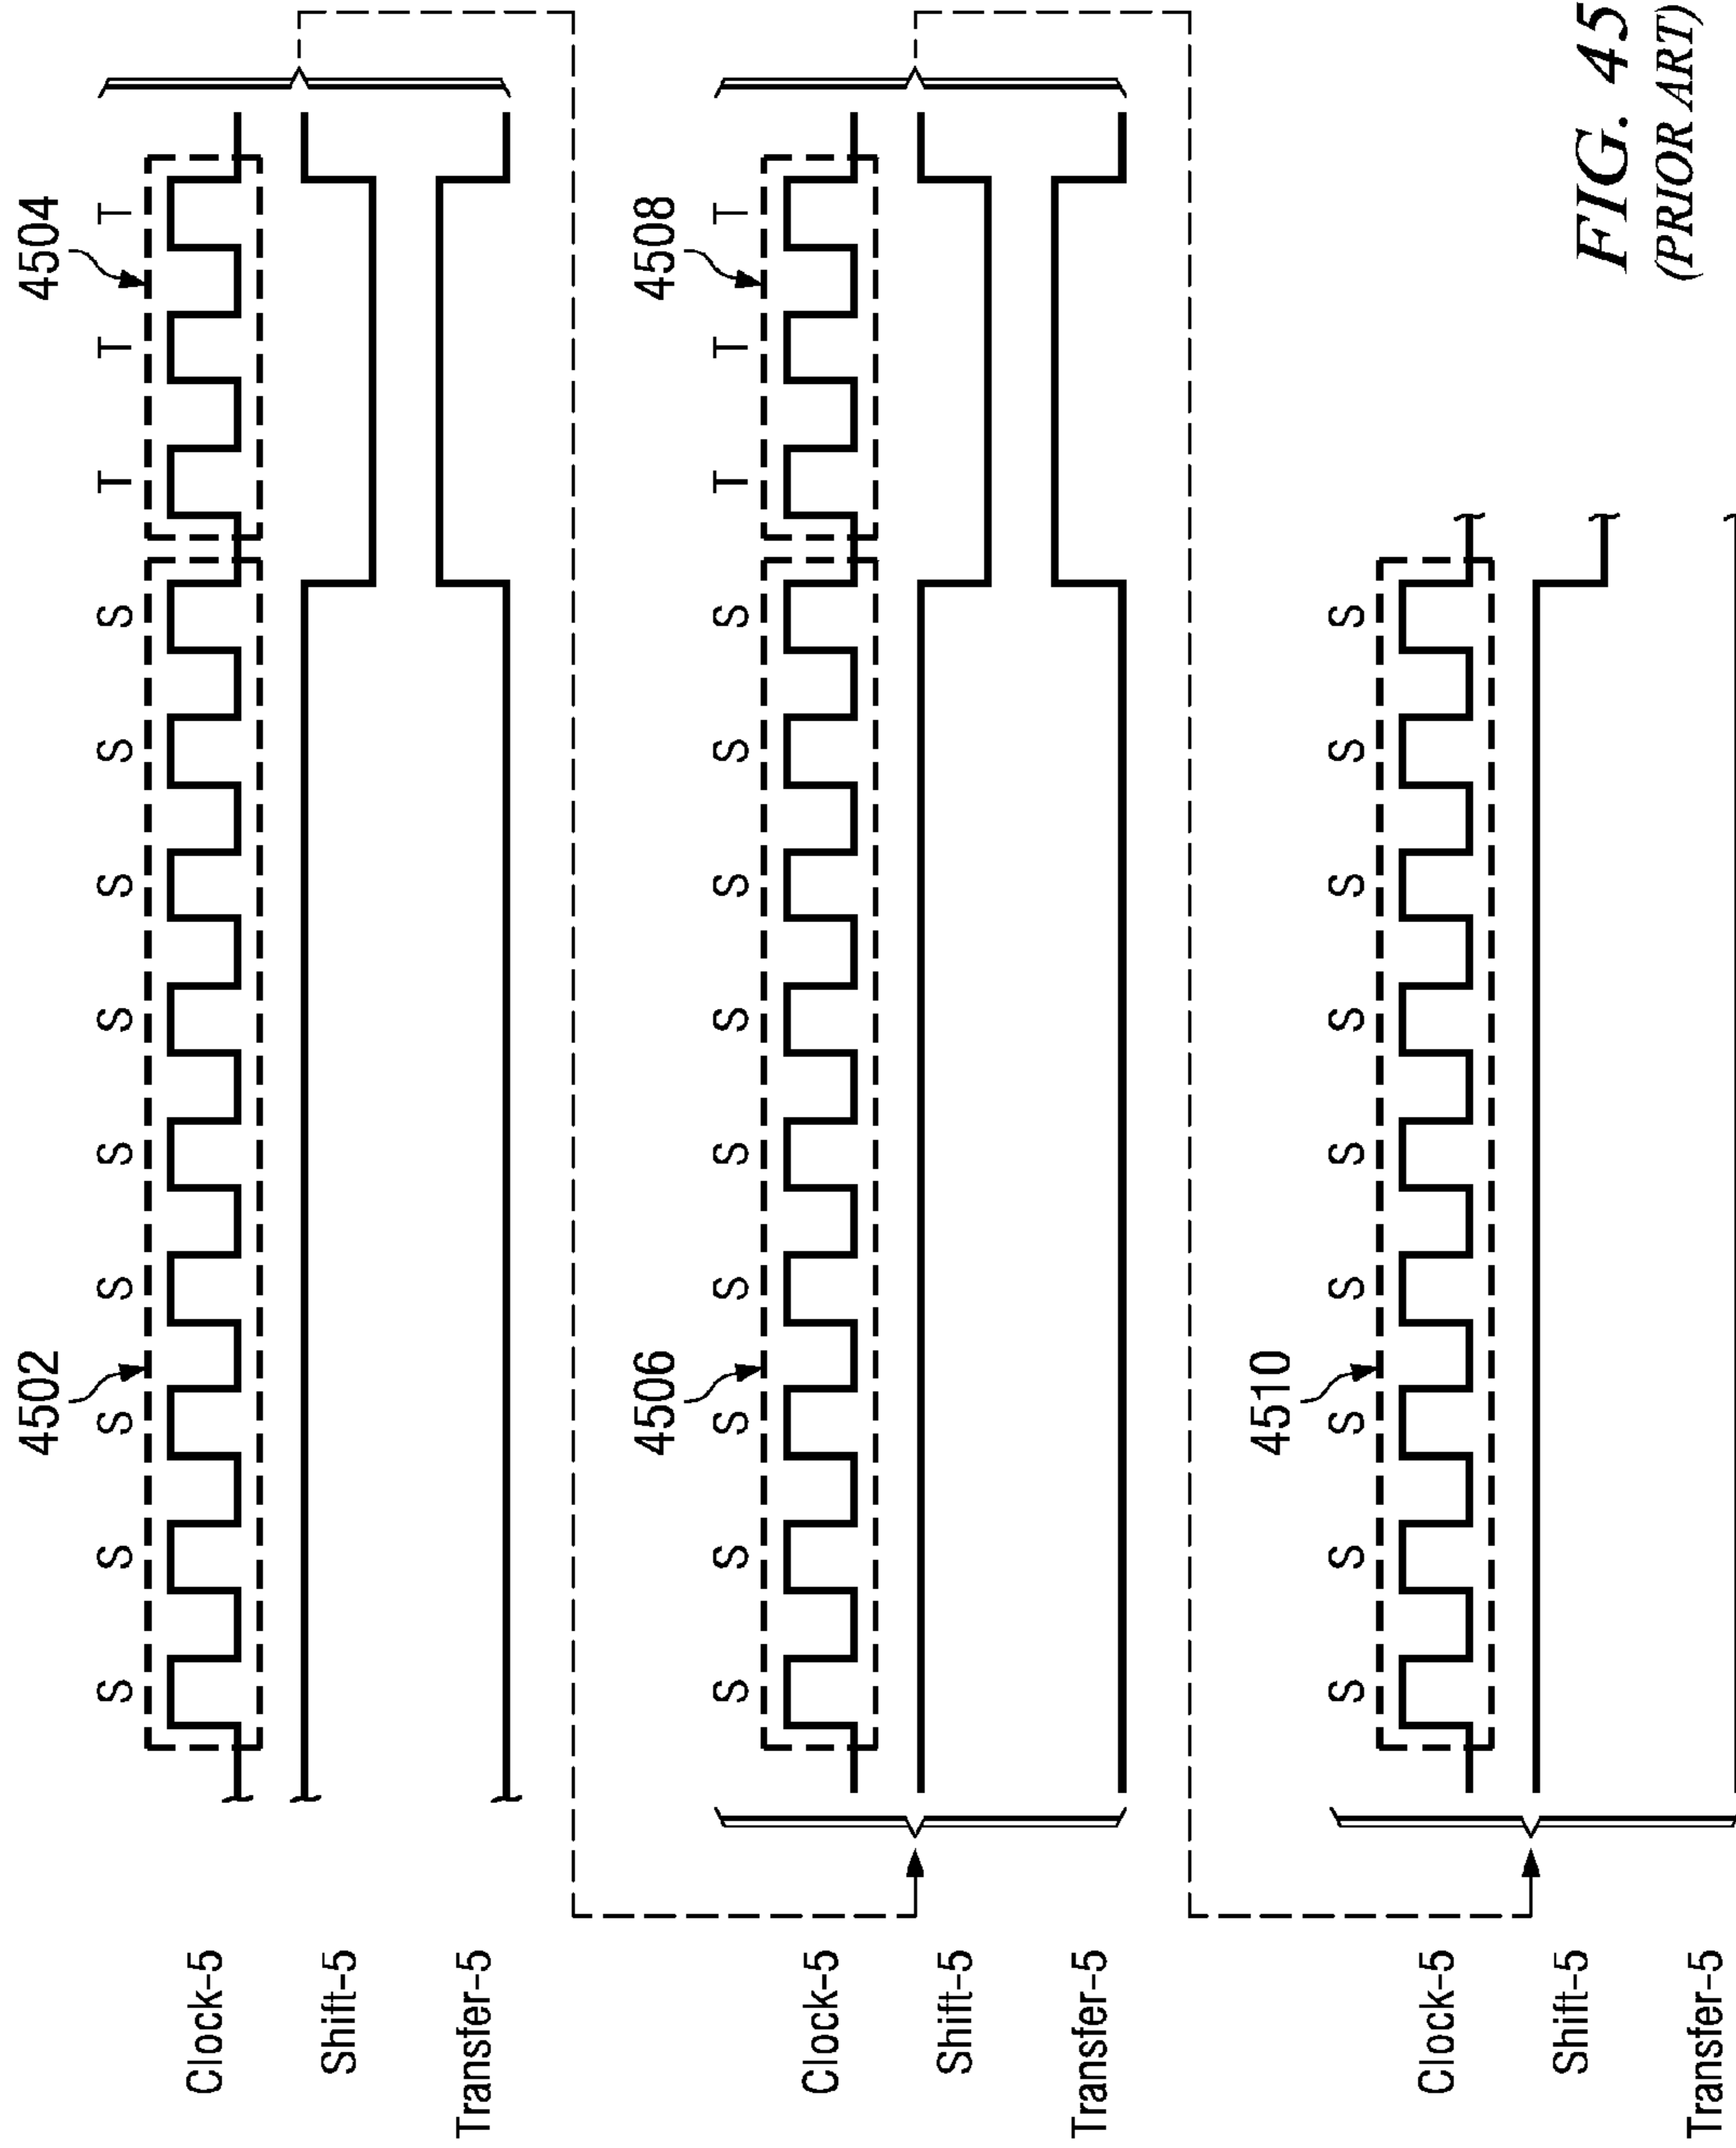 4502 4504
S S S S S S S S S T T T
Clock-5
Shift-5
Transfer-5
4506 4508
S S S S S S S S S T T T
Clock-5
Shift-5
Transfer-5
4510
S S S S S S S S S
Clock-5
Shift-5
Transfer-5
FIG. 45
(PRIOR ART)